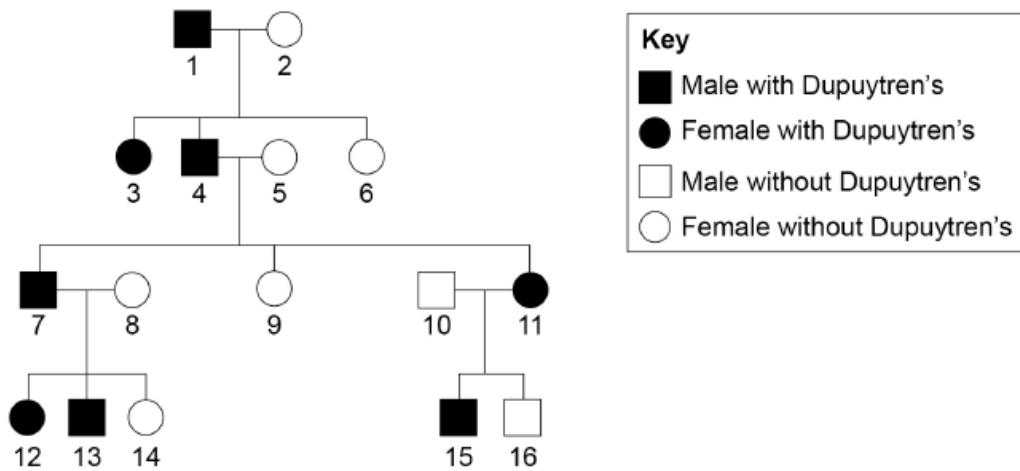 1 2
3 4 5 6
7 8 9 10 11
12 13 14 15 16
Key
Male with Dupuytren's
Female with Dupuytren's
Male without Dupuytren's
Female without Dupuytren's